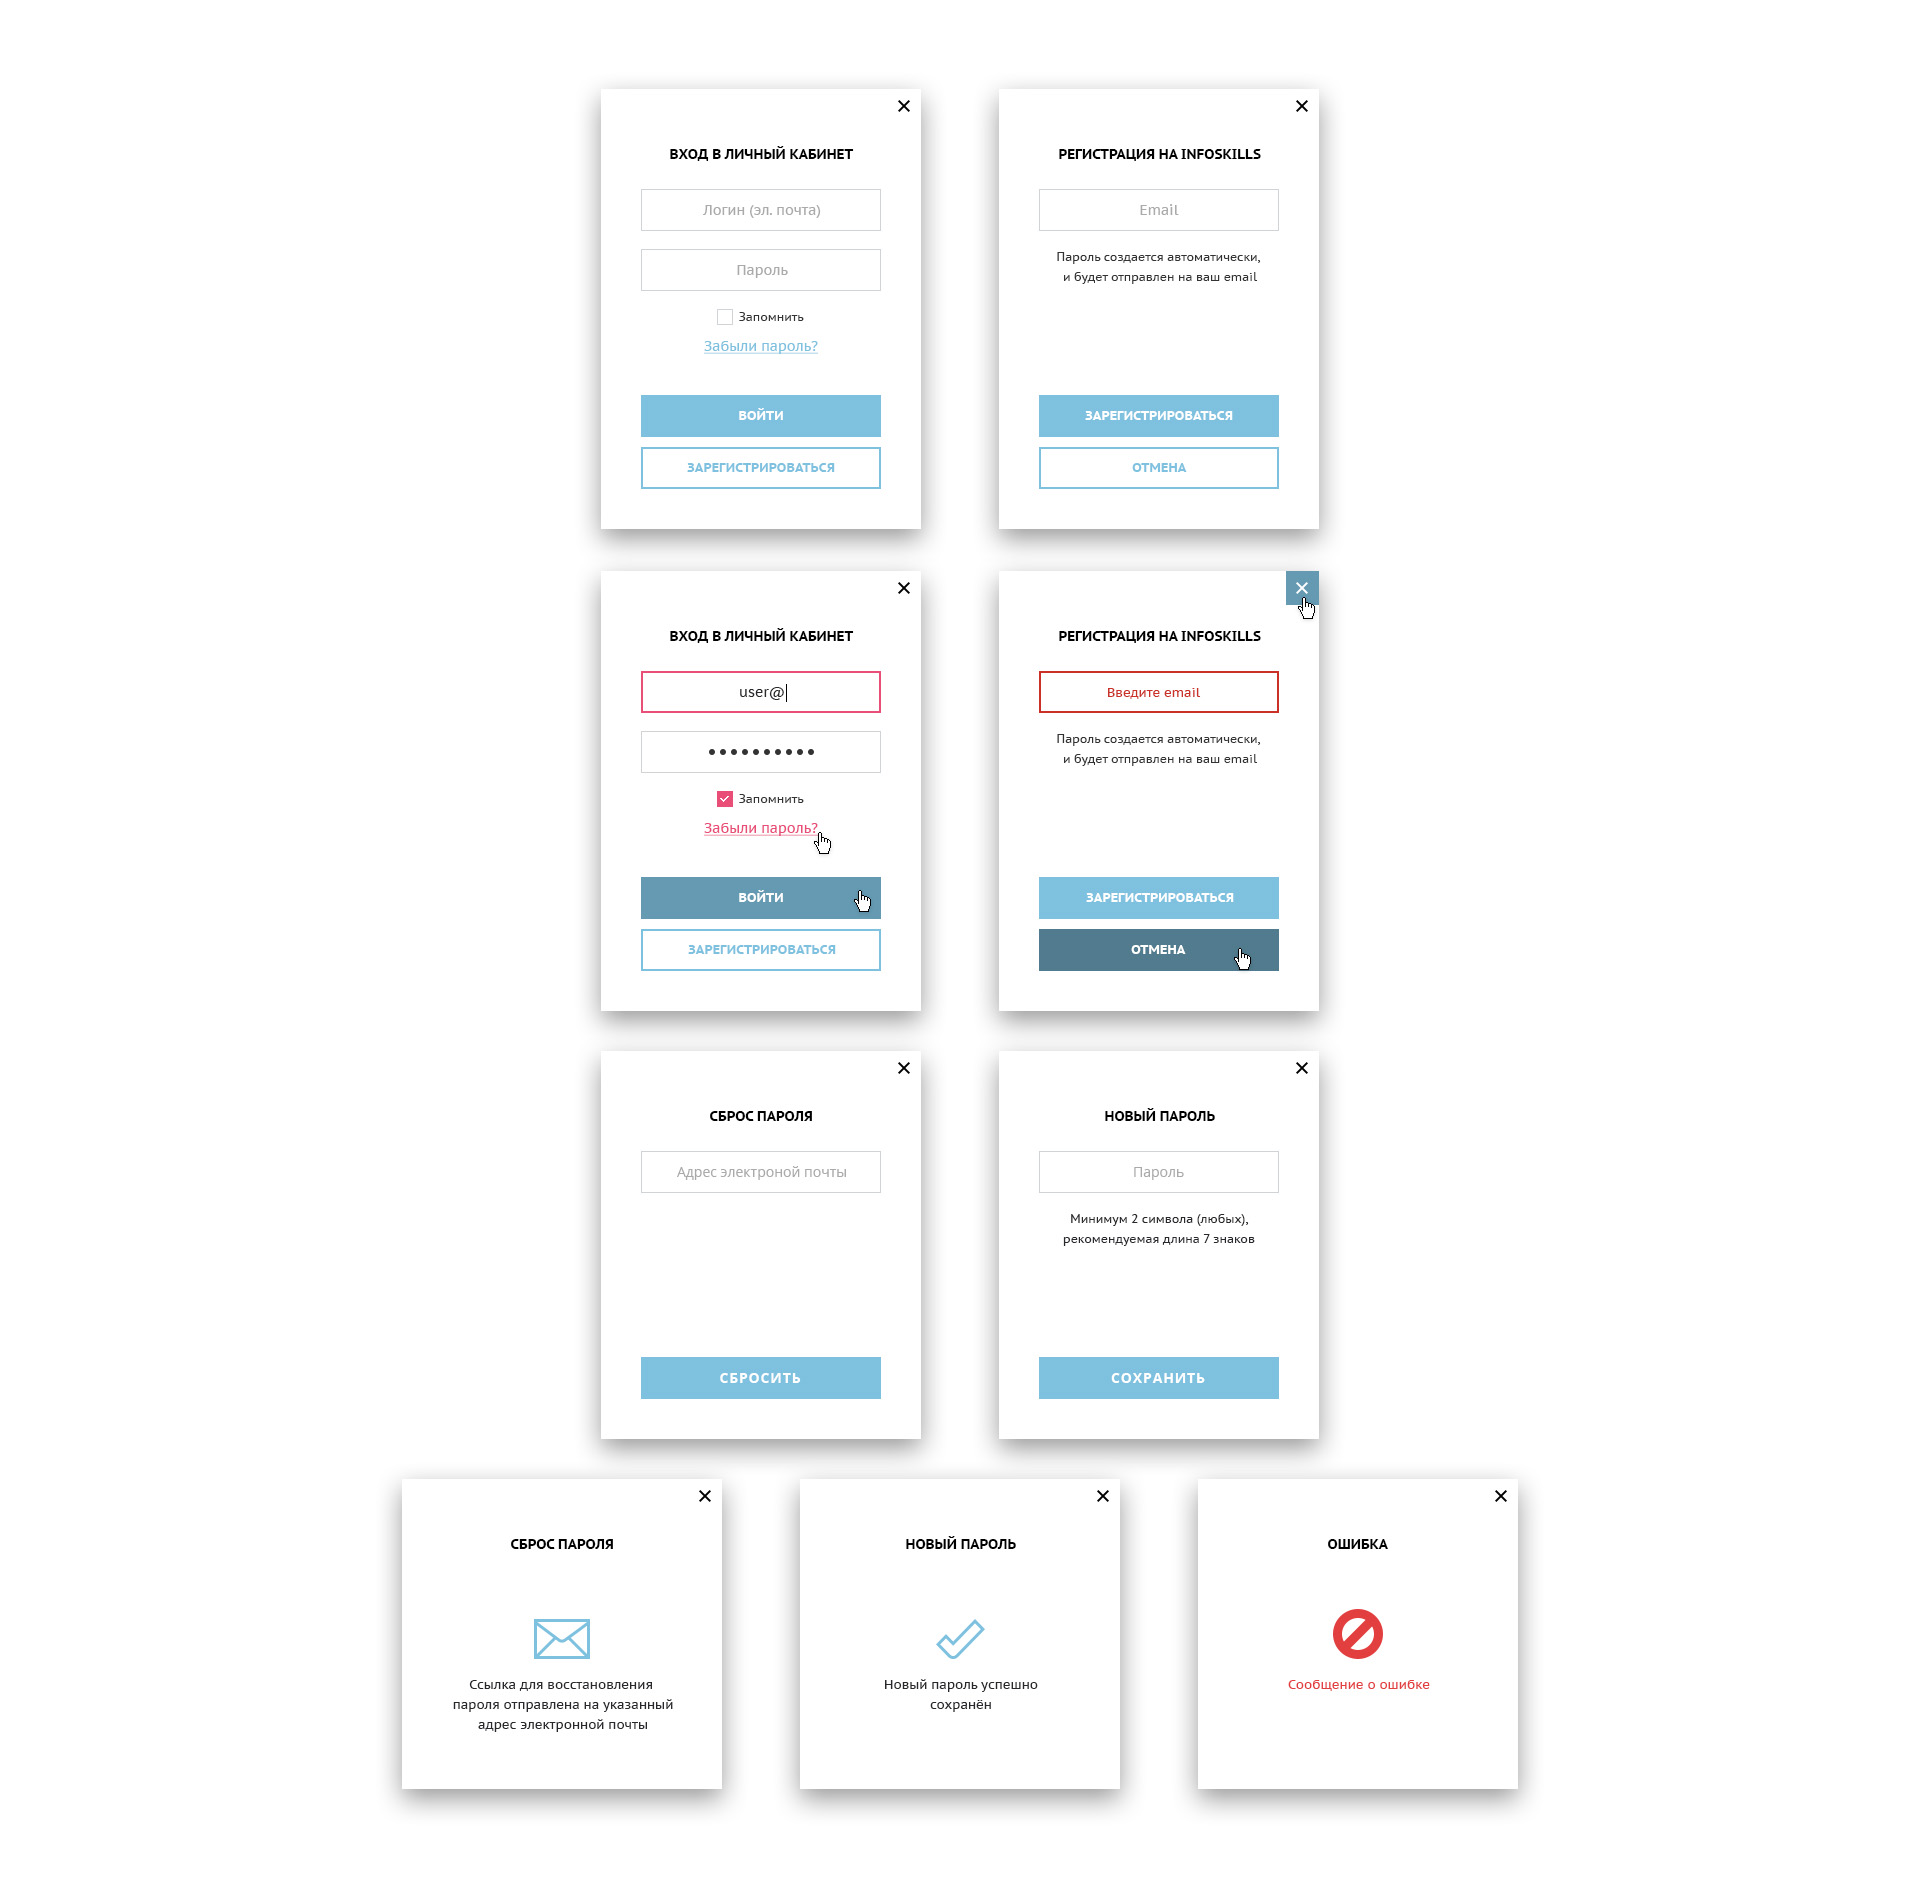 ВХОД В ЛИЧНЫЙ КАБИНЕТ
Логин (эл. почта)
Пароль
Запомнить
Забыли пароль?
ВОЙТИ
ЗАРЕГИСТРИРОВАТЬСЯ
РЕГИСТРАЦИЯ НА INFOSKILLS
Email
Пароль создается автоматически,
и будет отправлен на ваш email
ЗАРЕГИСТРИРОВАТЬСЯ
ОТМЕНА
ВХОД В ЛИЧНЫЙ КАБИНЕТ
user@
Запомнить
Забыли пароль?
ВОЙТИ
ЗАРЕГИСТРИРОВАТЬСЯ
РЕГИСТРАЦИЯ НА INFOSKILLS
Введите email
Пароль создается автоматически,
и будет отправлен на ваш email
ЗАРЕГИСТРИРОВАТЬСЯ
ОТМЕНА
СБРОС ПАРОЛЯ
Адрес электроной почты
СБРОСИТЬ
НОВЫЙ ПАРОЛЬ
Пароль
Минимум 2 символа (любых),
рекомендуемая длина 7 знаков
СОХРАНИТЬ
СБРОС ПАРОЛЯ
Ссылка для восстановления
пароля отправлена на указанный
адрес электронной почты
НОВЫЙ ПАРОЛЬ
Новый пароль успешно
сохранён
ОШИБКА
Сообщение о ошибке